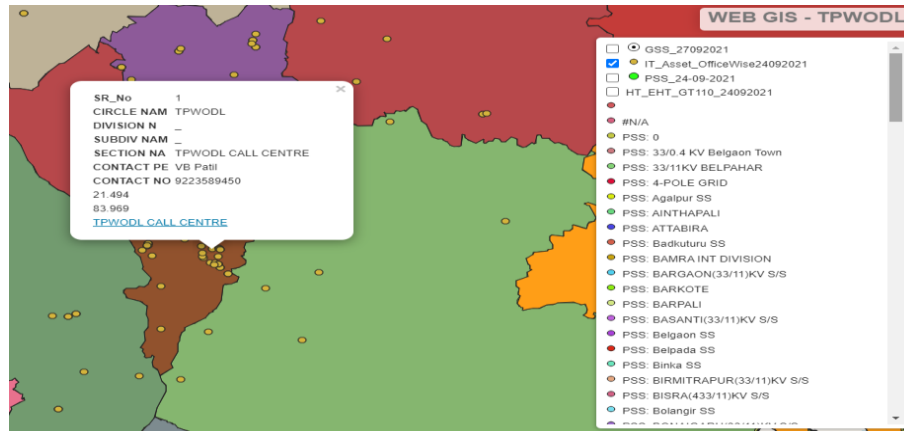 WEB GIS - TPWODL
GSS_27092021
IT_Asset_OfficeWise24092021
PSS_24-09-2021
HT_EHT_GT110_24092021
#N/A
PSS: 0
PSS: 33/0.4 KV Belgaon Town
PSS: 33/11KV BELPAHAR
PSS: 4-POLE GRID
PSS: Agalpur SS
PSS: AINTHAPALI
PSS: ATTABIRA
PSS: Badkuturu SS
PSS: BAMRA INT DIVISION
PSS: BARGAON(33/11)KV S/S
PSS: BARKOTE
PSS: BARPALI
PSS: BASANTI(33/11)KV S/S
PSS: Belgaon SS
PSS: Belpada SS
PSS: Binka SS
PSS: BIRMITRAPUR(33/11)KV S/S
PSS: BISRA(433/11)KV S/S
PSS: Bolangir SS
SR_No 1
CIRCLE NAM TPWODL
DIVISION N _
SUBDIV NAM _
SECTION NA TPWODL CALL CENTRE
CONTACT PE VB Patil
CONTACT NO 9223589450
21.494
83.969
TPWODL CALL CENTRE